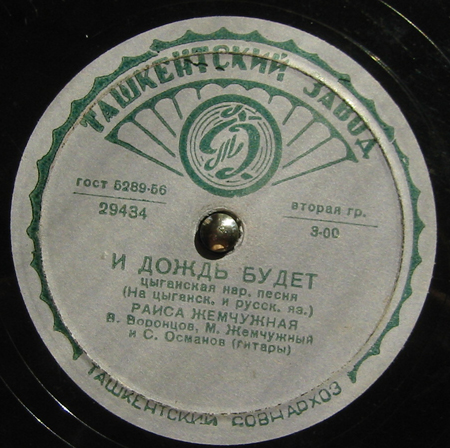 ТАШКЕНТСКИЙ ЗАВОД
гост 5289-56
29434
вторая гр.
3-00
И ДОЖДЬ БУДЕТ
цыганская нар. песня
(На цыганск. и русск. яз.)
РАИСА ЖЕМЧУЖНАЯ
В. Воронцов, М. Жемчужный
и С. Османов (гитары)
ТАШКЕНТСКИЙ СОВНАРХОЗ